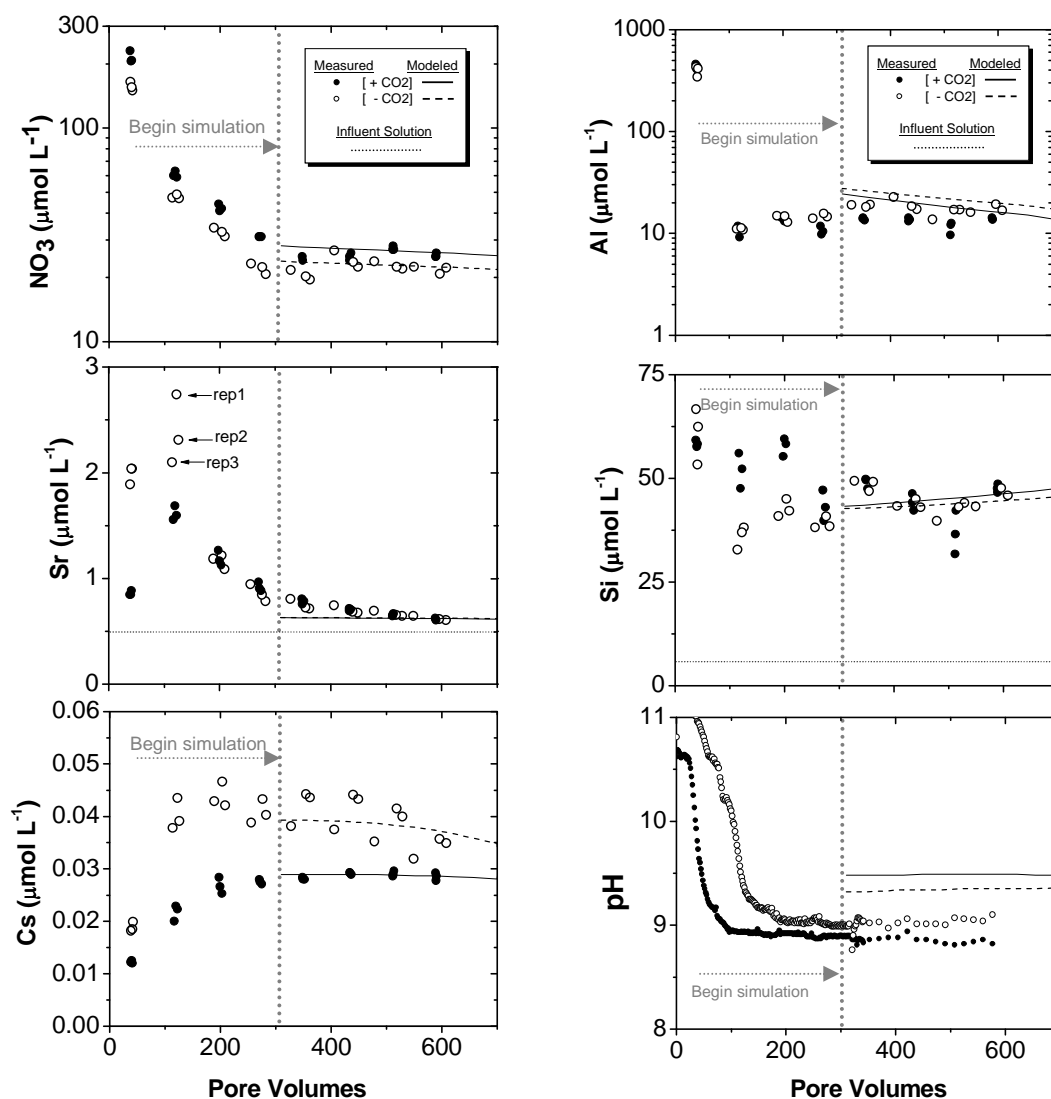 300
100
10
NO3 (μmol L-1)
Begin simulation
Measured Modeled
[ + CO2]
[ - CO2]
Influent Solution
1000
100
10
1
Al (μmol L-1)
Begin simulation
Measured Modeled
[ + CO2]
[ - CO2]
Influent Solution
3
2
1
0
Sr (μmol L-1)
rep1
rep2
rep3
75
50
25
0
Si (μmol L-1)
Begin simulation
0.06
0.05
0.04
0.03
0.02
0.01
0.00
Cs (μmol L-1)
Begin simulation
0 200 400 600
Pore Volumes
11
10
9
8
pH
Begin simulation
0 200 400 600
Pore Volumes